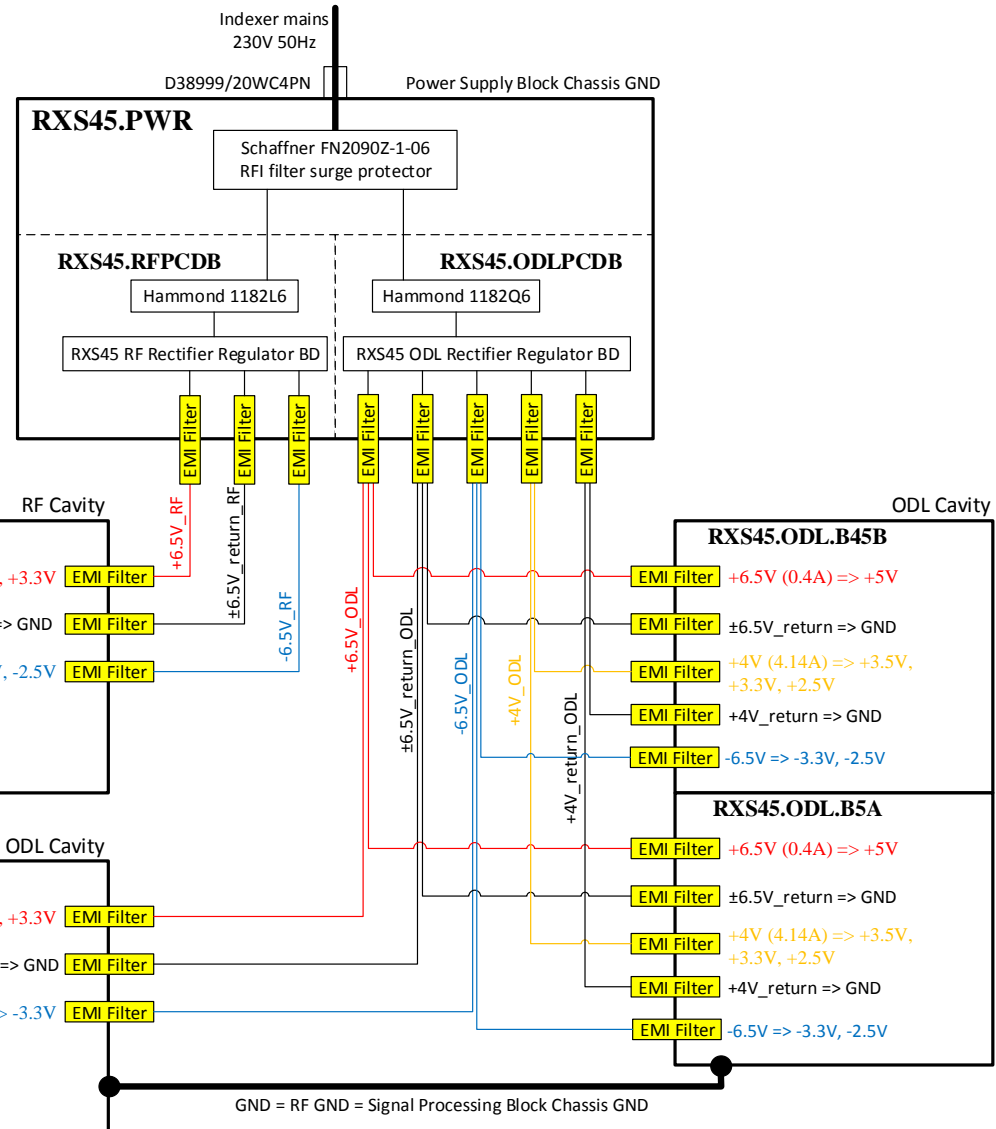 Indexer mains
230V 50Hz
D38999/20WC4PN
Power Supply Block Chassis GND
RXS45.PWR
Schaffner FN2090Z-1-06
RFI filter surge protector
RXS45.RFPCDB
RXS45.ODLPCDB
Hammond 1182L6
Hammond 1182Q6
RXS45 RF Rectifier Regulator BD
RXS45 ODL Rectifier Regulator BD
EMI Filter
EMI Filter
EMI Filter
EMI Filter
EMI Filter
EMI Filter
EMI Filter
EMI Filter
+6.5V_RF
±6.5V_return_RF
-6.5V_RF
+6.5V_ODL
±6.5V_return_ODL
-6.5V_ODL
+4V_ODL
+4V_return_ODL
RF Cavity
, +3.3V
EMI Filter
=> GND
EMI Filter
, -2.5V
EMI Filter
ODL Cavity
, +3.3V
EMI Filter
=> GND
EMI Filter
> -3.3V
EMI Filter
ODL Cavity
RXS45.ODL.B45B
EMI Filter
+6.5V (0.4A) => +5V
EMI Filter
±6.5V_return => GND
EMI Filter
+4V (4.14A) => +3.5V,
+3.3V, +2.5V
EMI Filter
+4V_return => GND
EMI Filter
-6.5V => -3.3V, -2.5V
RXS45.ODL.B5A
EMI Filter
+6.5V (0.4A) => +5V
EMI Filter
±6.5V_return => GND
EMI Filter
+4V (4.14A) => +3.5V,
+3.3V, +2.5V
EMI Filter
+4V_return => GND
EMI Filter
-6.5V => -3.3V, -2.5V
GND = RF GND = Signal Processing Block Chassis GND